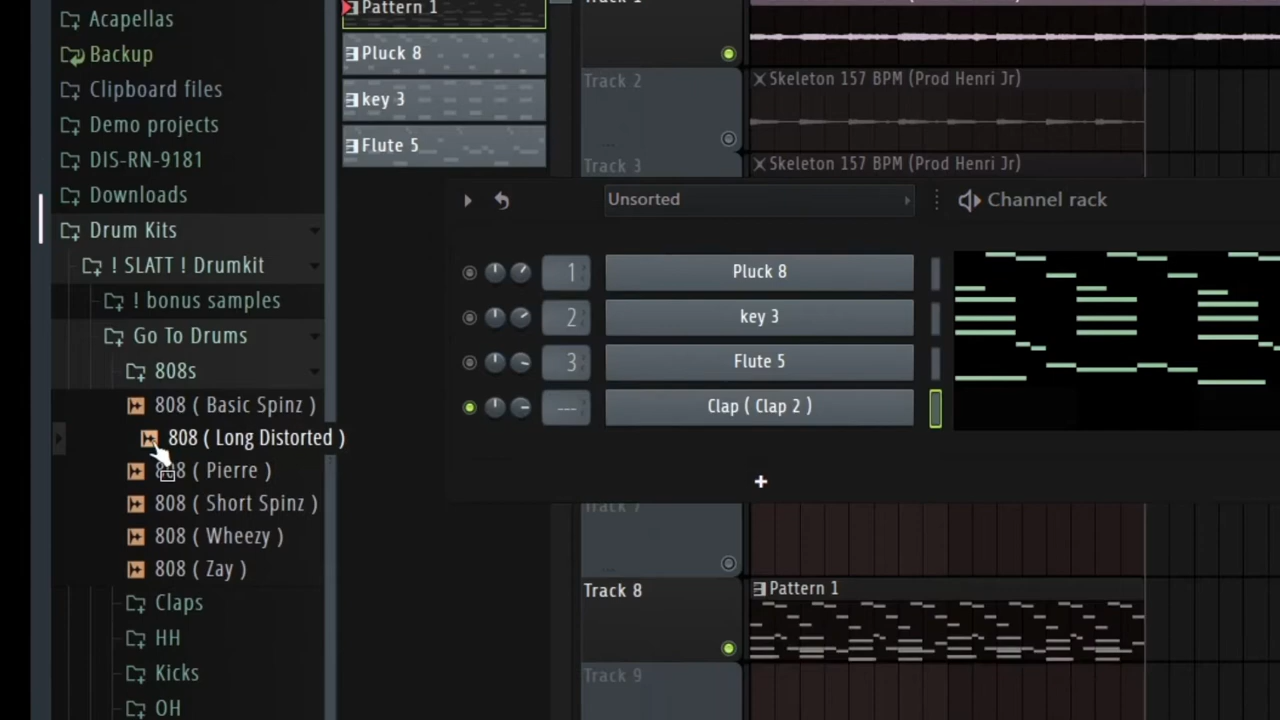 Acapellas
Backup
Clipboard files
Demo projects
DIS-RN-9181
Downloads
Drum Kits
! SLATT ! Drumkit
! bonus samples
Go To Drums
808s
808 ( Basic Spinz )
808 ( Long Distorted )
808 ( Pierre )
808 ( Short Spinz )
808 ( Wheezy )
808 ( Zay )
Claps
HH
Kicks
OH
Pattern 1
Pluck 8
key 3
Flute 5
Track 1
Track 2
Skeleton 157 BPM (Prod Henri Jr)
Track 3
Skeleton 157 BPM (Prod Henri Jr)
Unsorted
Channel rack
1
Pluck 8
2
key 3
3
Flute 5
---
Clap ( Clap 2 )
Track 7
Track 8
Pattern 1
Track 9